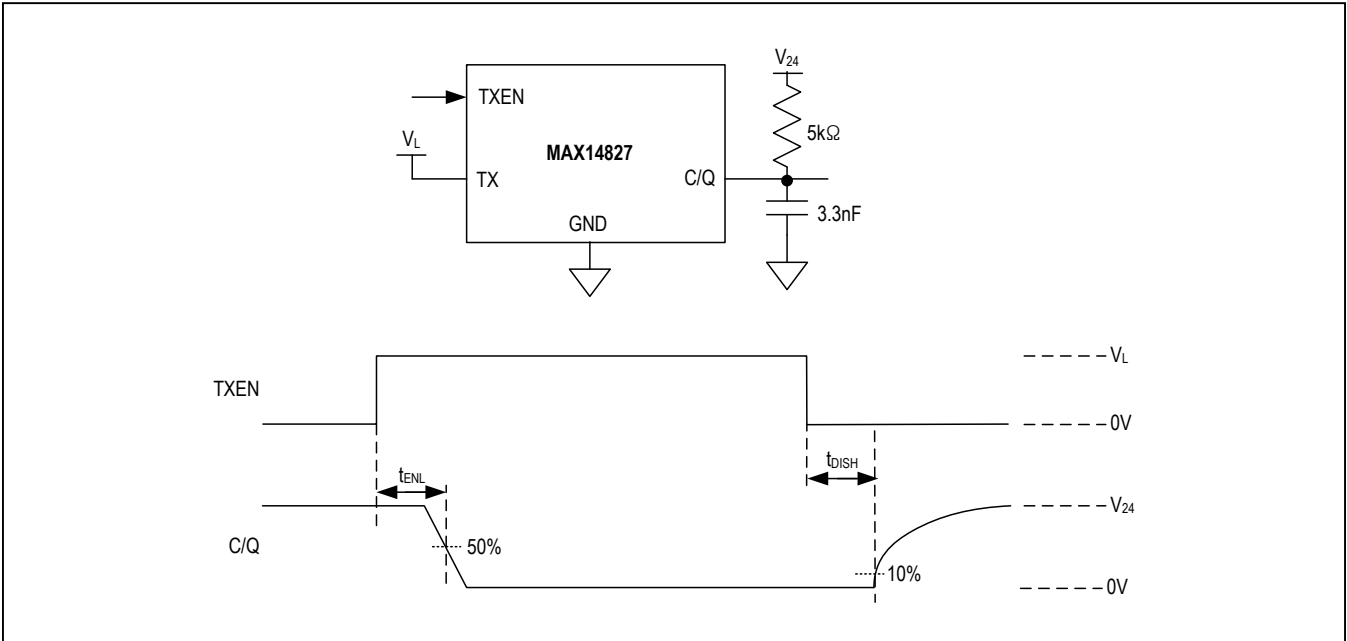 V24
TXEN
5kΩ
VL
MAX14827
TX
C/Q
3.3nF
GND
VL
TXEN
0V
tENL
tDISH
V24
C/Q
50%
10%
0V